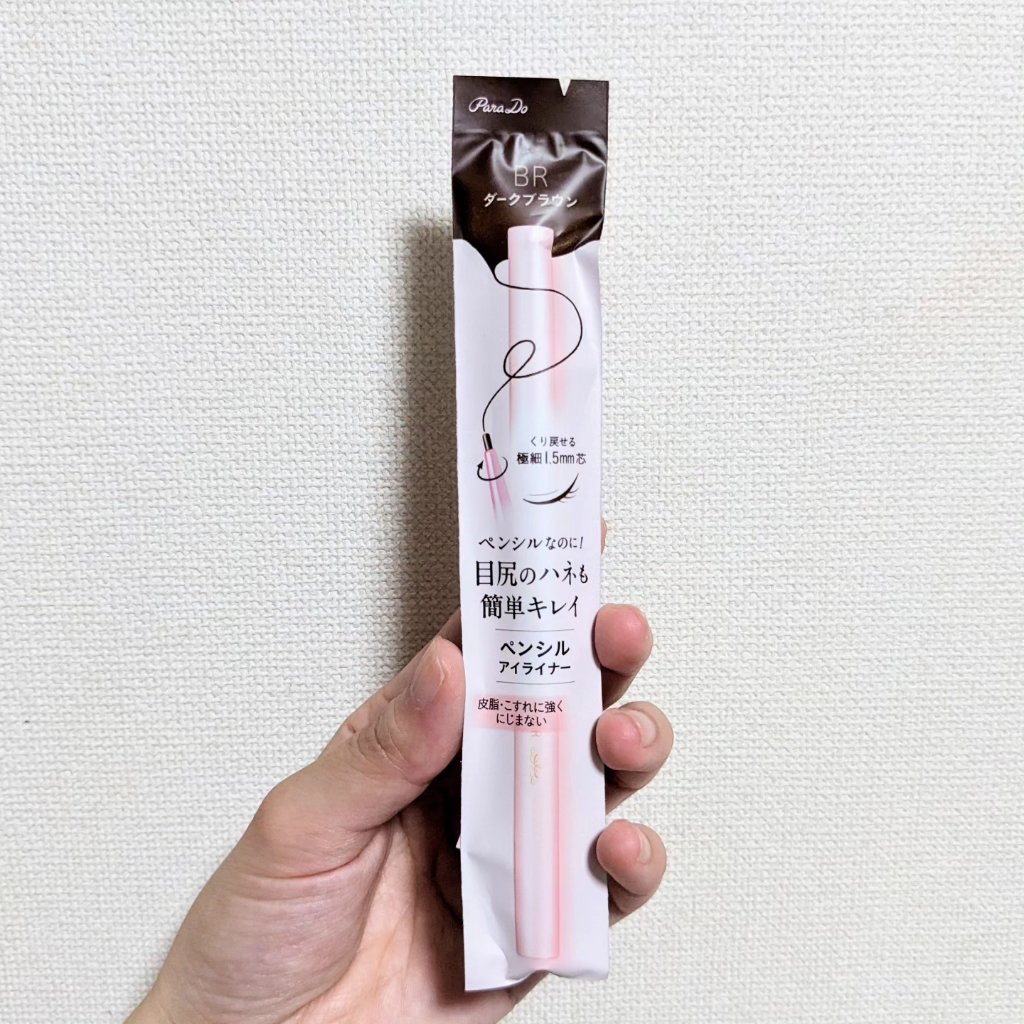 Para Do
BR
ダークブラウン
くり戻せる
極細1.5mm芯
ペンシルなのに!
目尻のハネも
簡単キレイ
ペンシル
アイライナー
皮脂・こすれに強く
にじまない